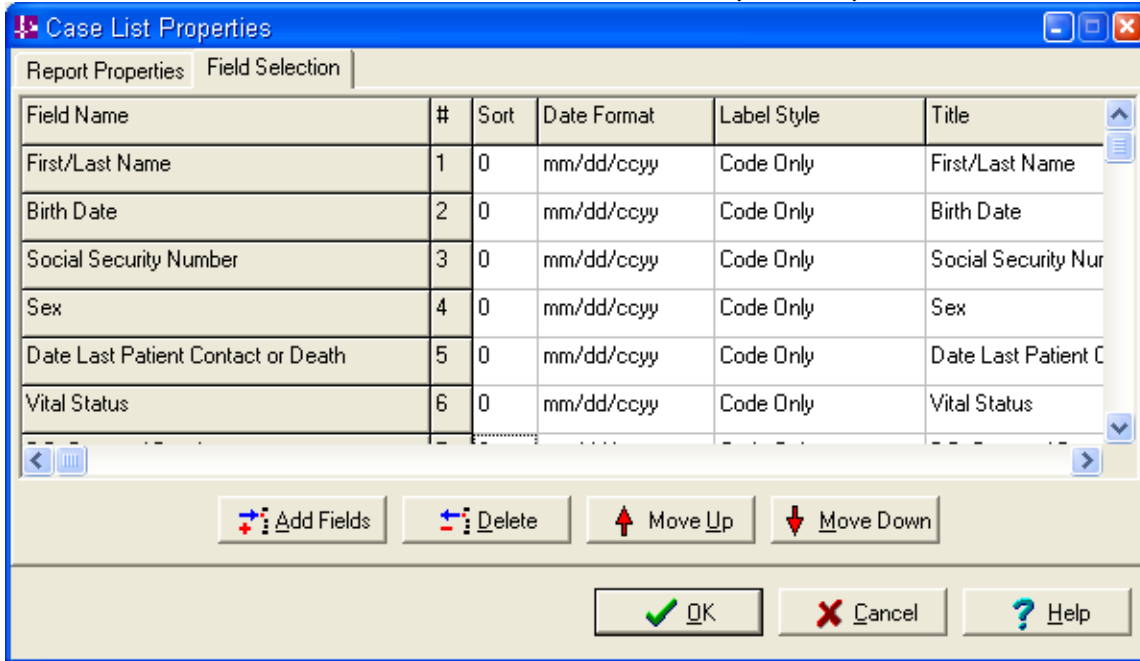 Case List Properties
Report Properties Field Selection
Field Name # Sort Date Format Label Style Title
First/Last Name 1 0 mm/dd/ccyy Code Only First/Last Name
Birth Date 2 0 mm/dd/ccyy Code Only Birth Date
Social Security Number 3 0 mm/dd/ccyy Code Only Social Security Nur
Sex 4 0 mm/dd/ccyy Code Only Sex
Date Last Patient Contact or Death 5 0 mm/dd/ccyy Code Only Date Last Patient C
Vital Status 6 0 mm/dd/ccyy Code Only Vital Status
Add Fields Delete Move Up Move Down
OK Cancel Help